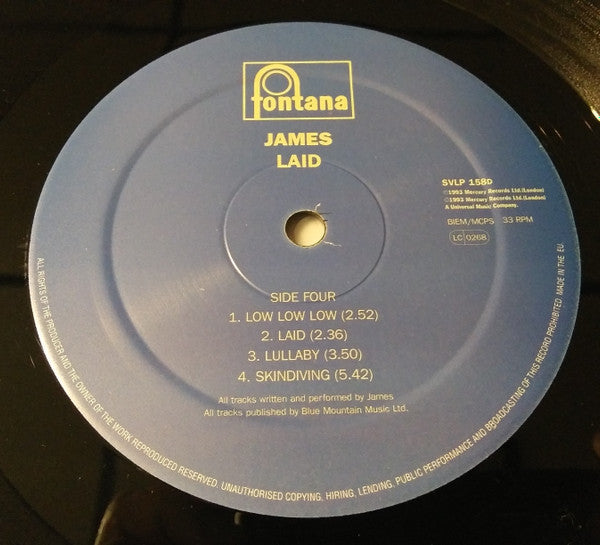 fontana
JAMES
LAID
SVLP 158D
℗1993 Mercury Records Ltd.(London)
©1993 Mercury Records Ltd.(London)
A Universal Music Company.
BIEM/MCPS 33 RPM
LC 0268
SIDE FOUR
1. LOW LOW LOW (2.52)
2. LAID (2.36)
3. LULLABY (3.50)
4. SKINDIVING (5.42)
All tracks written and performed by James
All tracks published by Blue Mountain Music Ltd.
ALL RIGHTS OF THE PRODUCER AND THE OWNER OF THE WORK REPRODUCED RESERVED. UNAUTHORISED COPYING, HIRING, LENDING, PUBLIC PERFORMANCE AND BROADCASTING OF THIS RECORD PROHIBITED. MADE IN THE EU.